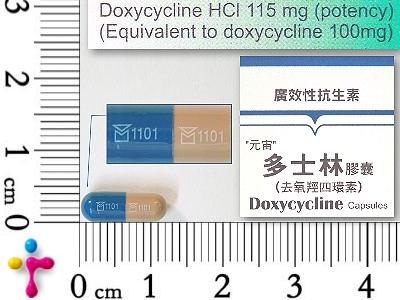 Doxycycline HCl 115 mg (potency)
(Equivalent to doxycycline 100mg)
廣效性抗生素
"元宙"
多士林膠囊
(去氧羥四環素)
Doxycycline Capsules
1101 1101
1101 1101
3
2
1
cm
0
0 cm 1 2 3 4